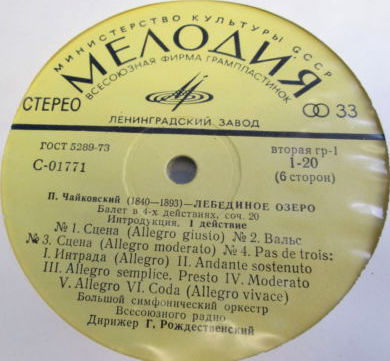 МИНИСТЕРСТВО КУЛЬТУРЫ СССР
МЕЛОДИЯ
ВСЕСОЮЗНАЯ ФИРМА ГРАМПЛАСТИНОК
СТЕРЕО
33
ЛЕНИНГРАДСКИЙ ЗАВОД
ГОСТ 5289-73
вторая гр-1
С-01771
1-20
(6 сторон)
П. Чайковский (1840—1893)—ЛЕБЕДИНОЕ ОЗЕРО
Балет в 4-х действиях, соч. 20
Интродукция. 1 действие
№ 1. Сцена (Allegro giusto) № 2. Вальс
№ 3. Сцена (Allegro moderato) № 4. Pas de trois:
I. Интрада (Allegro) II. Andante sostenuto
III. Allegro semplice, Presto IV. Moderato
V. Allegro VI. Coda (Allegro vivace)
Большой симфонический оркестр
Всесоюзного радио
Дирижер Г. Рождественский